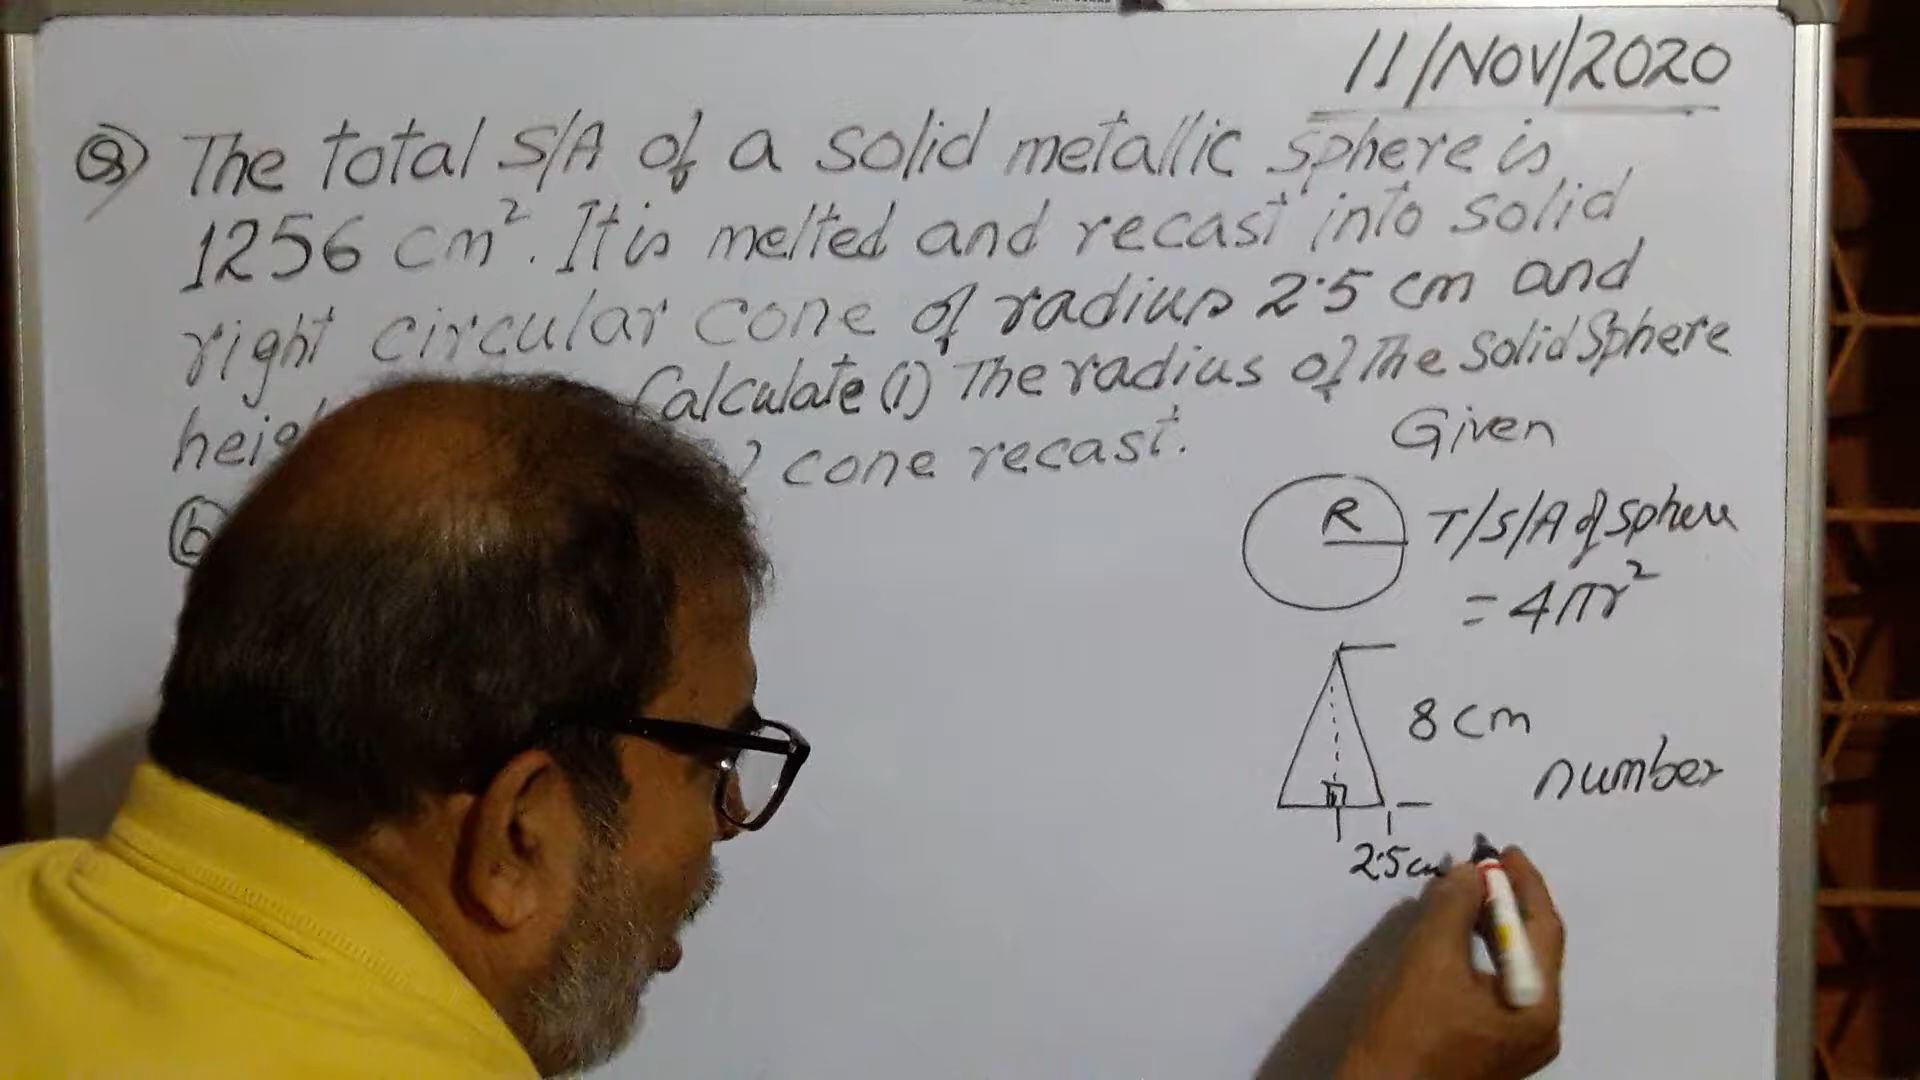 11/NOV/2020
Q) The total S/A of a solid metallic sphere is
1256 cm². It is melted and recast into solid
right circular cone of radius 2.5 cm and
Calculate (i) The radius of The Solid Sphere
cone recast.
Given
R T/S/A of sphere
= 4πr²
8 cm
number
2.5 cm